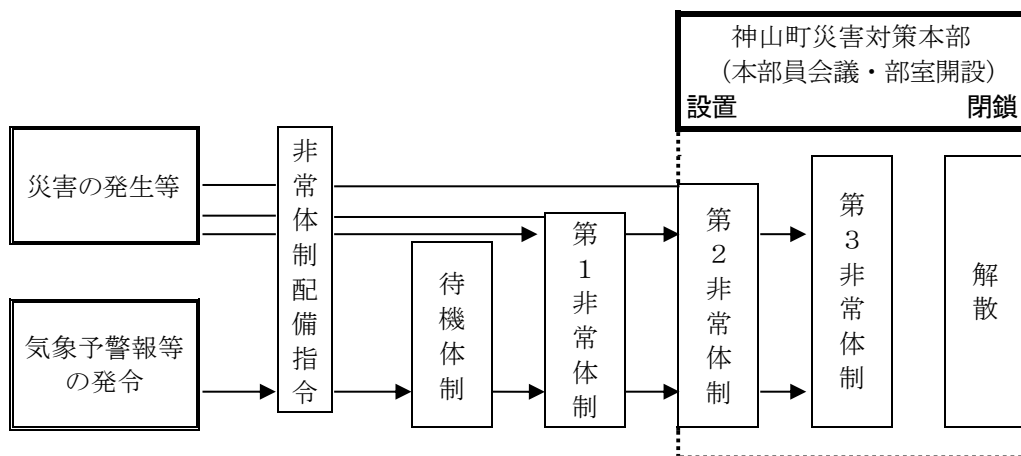 神山町災害対策本部
（本部員会議・部室開設）
設置 閉鎖
災害の発生等
気象予警報等
の発令
非常体制配備指令
待機体制
第１非常体制
第２非常体制
第３非常体制
解散